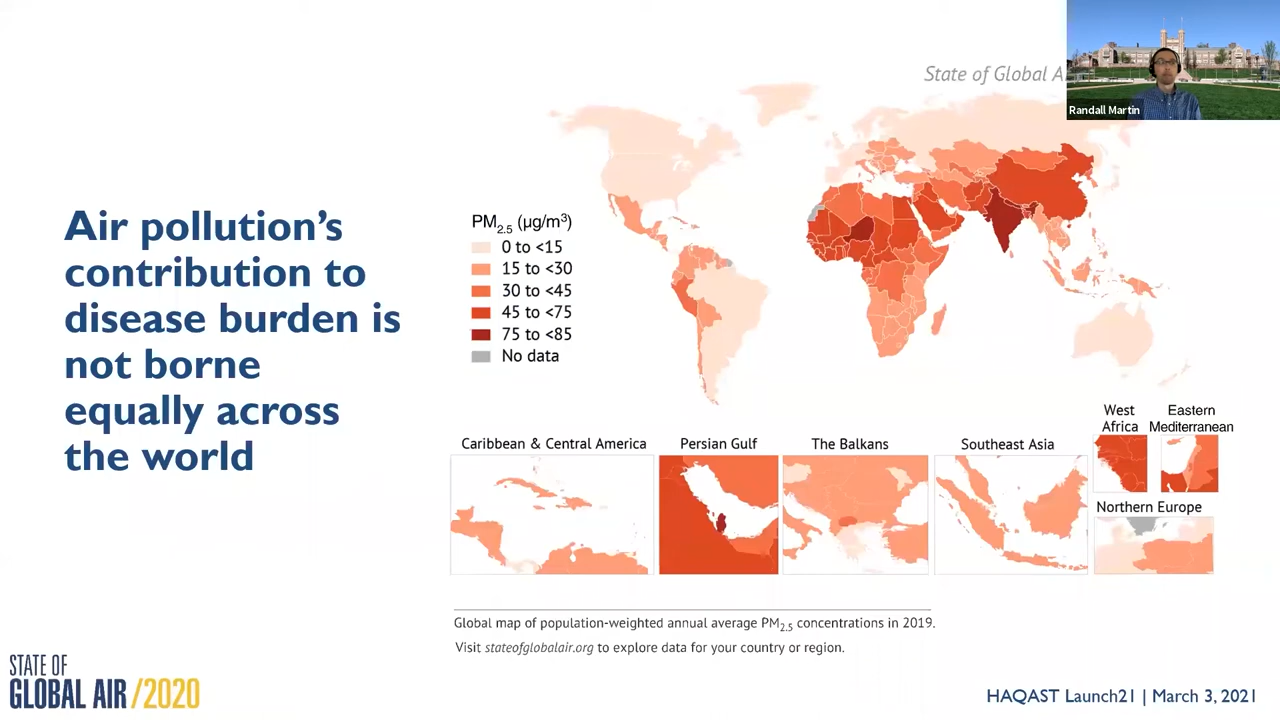 State of Global A
Randall Martin
Air pollution’s
contribution to
disease burden is
not borne
equally across
the world
PM2.5 (µg/m³)
0 to <15
15 to <30
30 to <45
45 to <75
75 to <85
No data
West
Africa
Eastern
Mediterranean
Caribbean & Central America
Persian Gulf
The Balkans
Southeast Asia
Northern Europe
Global map of population-weighted annual average PM2.5 concentrations in 2019.
Visit stateofglobalair.org to explore data for your country or region.
STATE OF
GLOBAL AIR/2020
HAQAST Launch21 | March 3, 2021